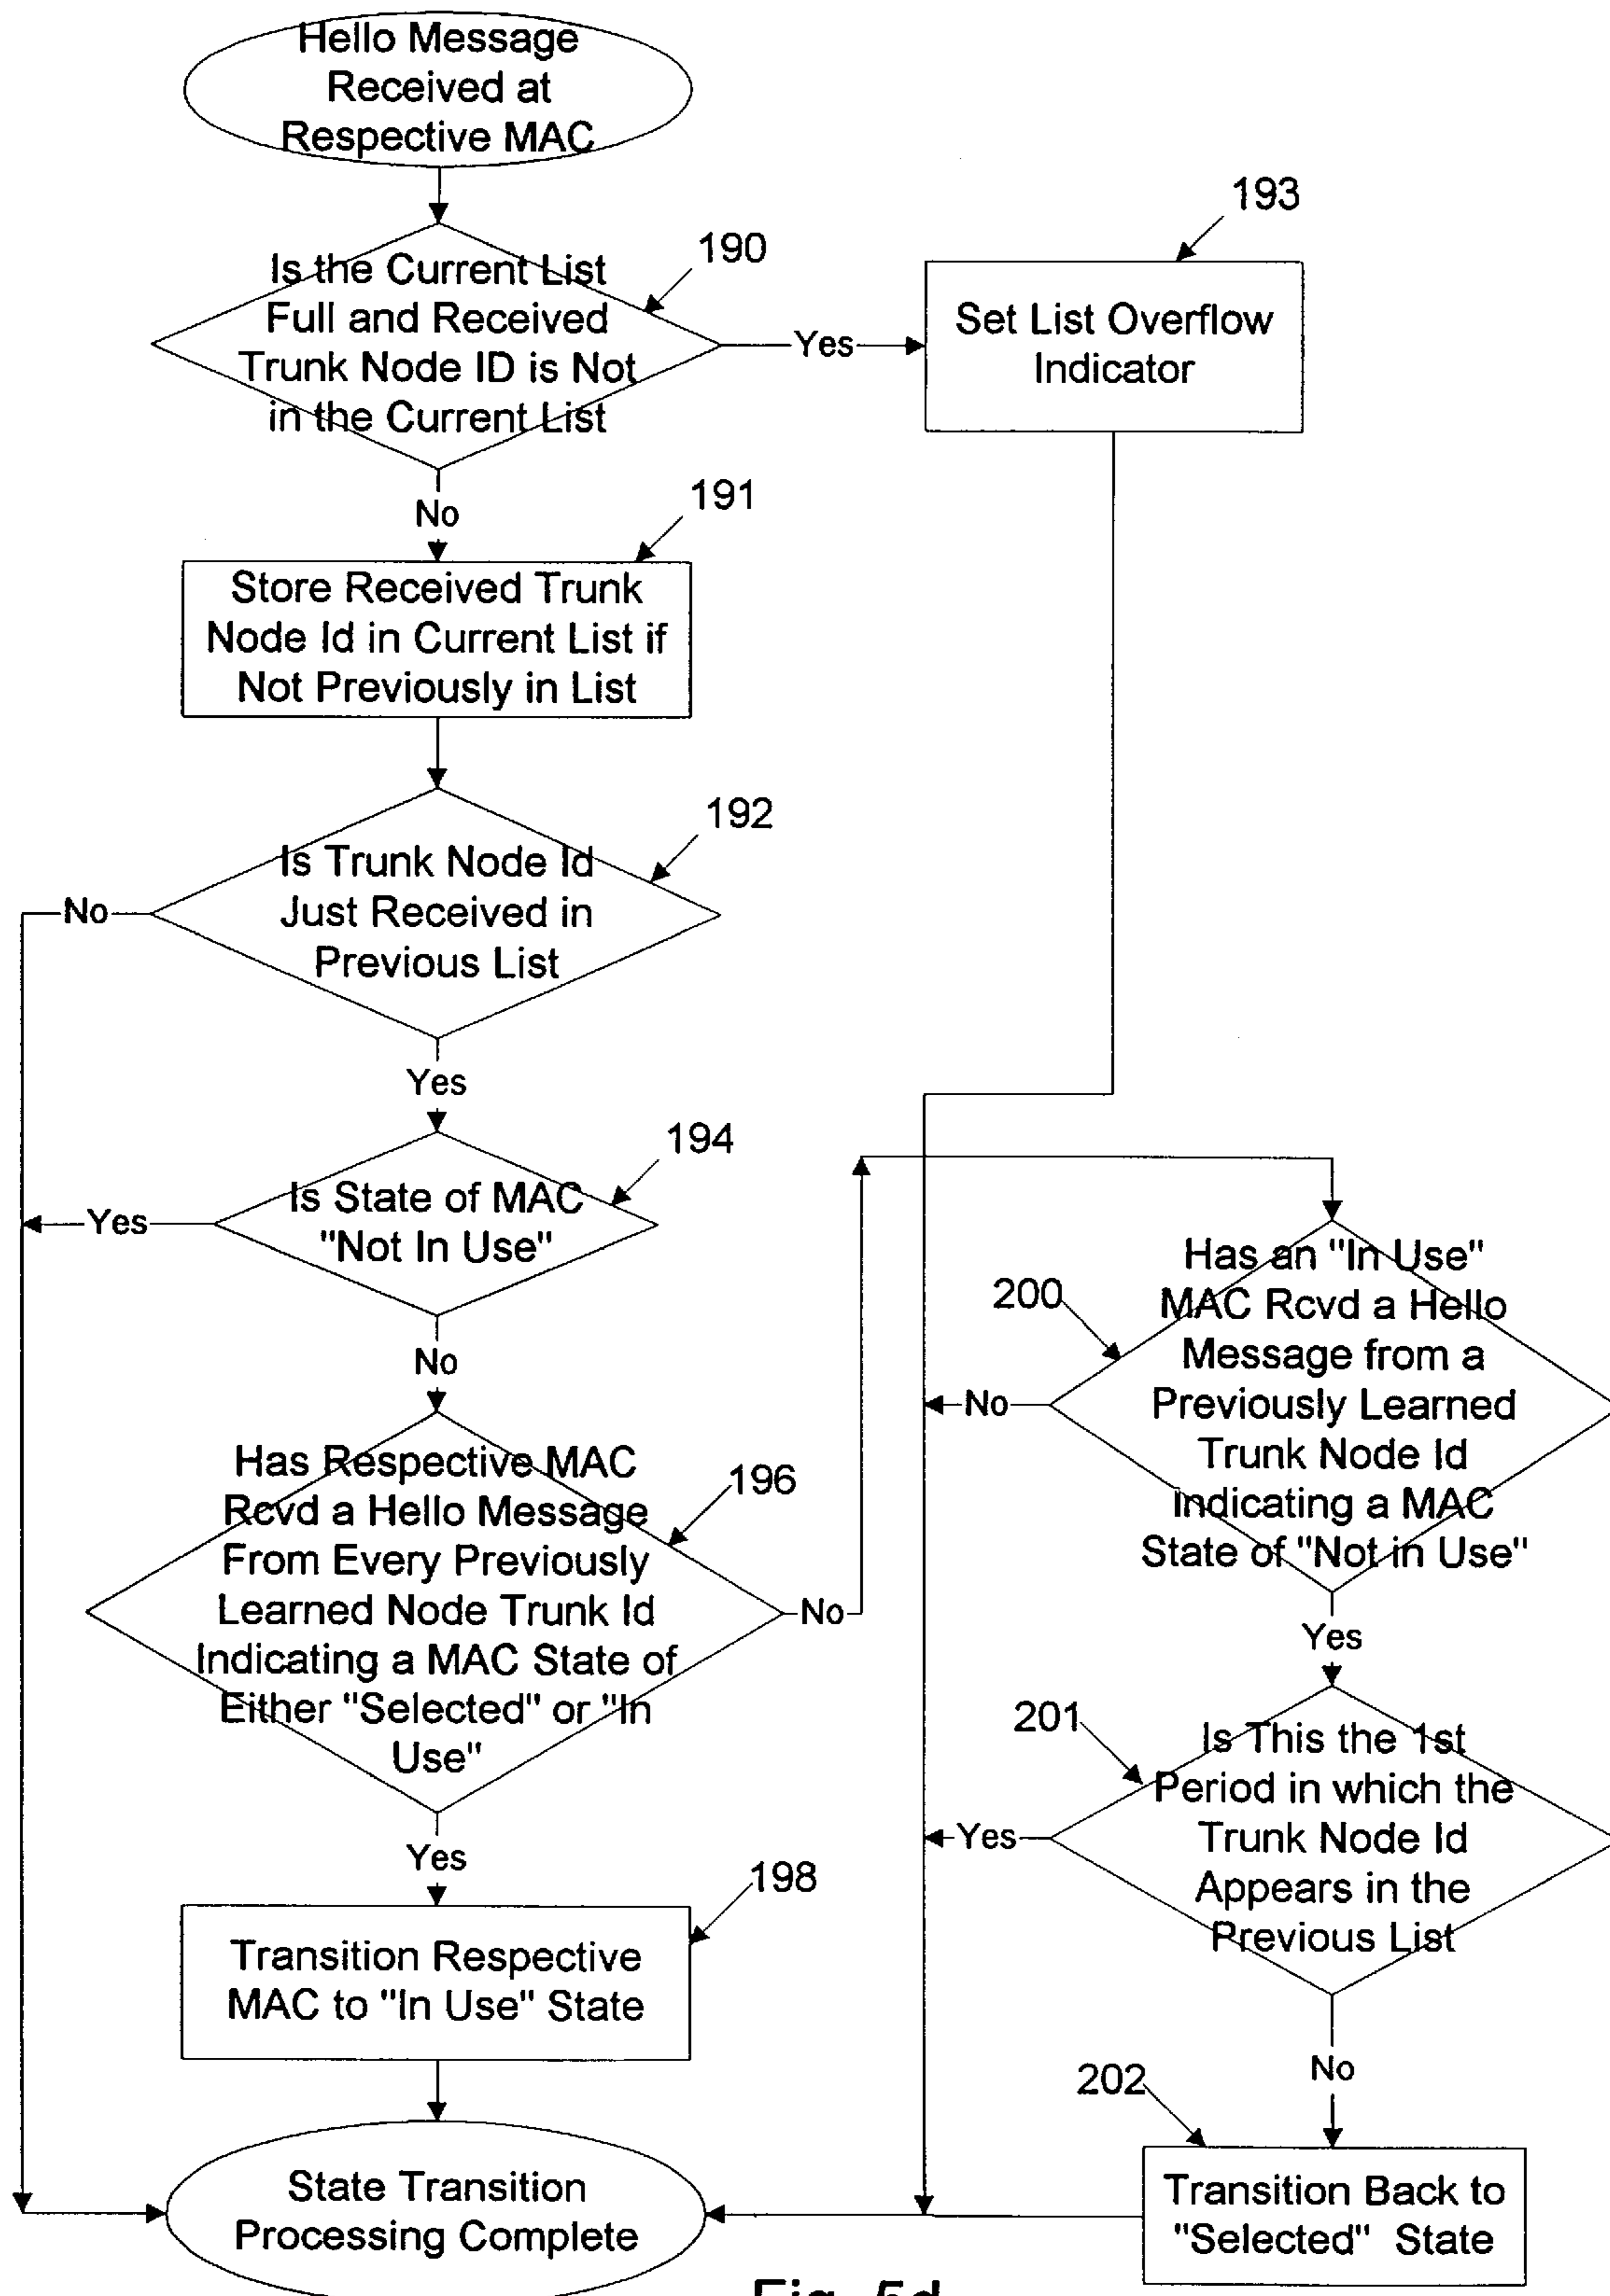 Hello Message
Received at
Respective MAC
193
190
Is the Current List
Full and Received
Trunk Node ID is Not
in the Current List
Yes
Set List Overflow
Indicator
No
191
Store Received Trunk
Node Id in Current List if
Not Previously in List
192
Is Trunk Node Id
Just Received in
Previous List
No
Yes
194
Is State of MAC
"Not In Use"
Yes
No
200
Has an "In Use"
MAC Rcvd a Hello
Message from a
Previously Learned
Trunk Node Id
Indicating a MAC
State of "Not in Use"
No
Yes
196
Has Respective MAC
Rcvd a Hello Message
From Every Previously
Learned Node Trunk Id
Indicating a MAC State of
Either "Selected" or "In
Use"
No
Yes
201
Is This the 1st
Period in which the
Trunk Node Id
Appears in the
Previous List
Yes
No
198
Transition Respective
MAC to "In Use" State
202
Transition Back to
"Selected" State
State Transition
Processing Complete
Fig. 5d